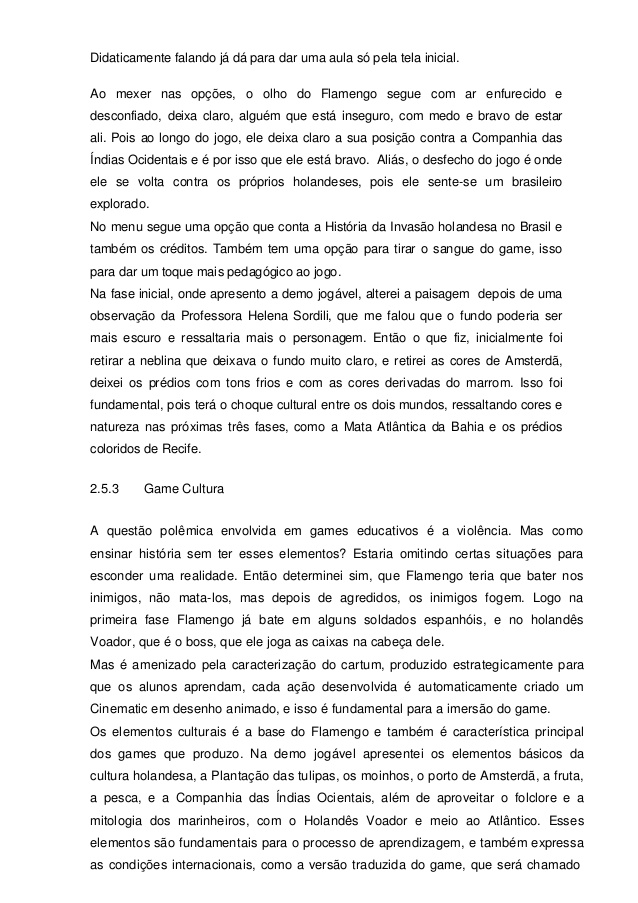 Didaticamente falando já dá para dar uma aula só pela tela inicial.
Ao mexer nas opções, o olho do Flamengo segue com ar enfurecido e
desconfiado, deixa claro, alguém que está inseguro, com medo e bravo de estar
ali. Pois ao longo do jogo, ele deixa claro a sua posição contra a Companhia das
Índias Ocidentais e é por isso que ele está bravo. Aliás, o desfecho do jogo é onde
ele se volta contra os próprios holandeses, pois ele sente-se um brasileiro
explorado.
No menu segue uma opção que conta a História da Invasão holandesa no Brasil e
também os créditos. Também tem uma opção para tirar o sangue do game, isso
para dar um toque mais pedagógico ao jogo.
Na fase inicial, onde apresento a demo jogável, alterei a paisagem depois de uma
observação da Professora Helena Sordili, que me falou que o fundo poderia ser
mais escuro e ressaltaria mais o personagem. Então o que fiz, inicialmente foi
retirar a neblina que deixava o fundo muito claro, e retirei as cores de Amsterdã,
deixei os prédios com tons frios e com as cores derivadas do marrom. Isso foi
fundamental, pois terá o choque cultural entre os dois mundos, ressaltando cores e
natureza nas próximas três fases, como a Mata Atlântica da Bahia e os prédios
coloridos de Recife.
2.5.3 Game Cultura
A questão polêmica envolvida em games educativos é a violência. Mas como
ensinar história sem ter esses elementos? Estaria omitindo certas situações para
esconder uma realidade. Então determinei sim, que Flamengo teria que bater nos
inimigos, não mata-los, mas depois de agredidos, os inimigos fogem. Logo na
primeira fase Flamengo já bate em alguns soldados espanhóis, e no holandês
Voador, que é o boss, que ele joga as caixas na cabeça dele.
Mas é amenizado pela caracterização do cartum, produzido estrategicamente para
que os alunos aprendam, cada ação desenvolvida é automaticamente criado um
Cinematic em desenho animado, e isso é fundamental para a imersão do game.
Os elementos culturais é a base do Flamengo e também é característica principal
dos games que produzo. Na demo jogável apresentei os elementos básicos da
cultura holandesa, a Plantação das tulipas, os moinhos, o porto de Amsterdã, a fruta,
a pesca, e a Companhia das Índias Ocientais, além de aproveitar o folclore e a
mitologia dos marinheiros, com o Holandês Voador e meio ao Atlântico. Esses
elementos são fundamentais para o processo de aprendizagem, e também expressa
as condições internacionais, como a versão traduzida do game, que será chamado